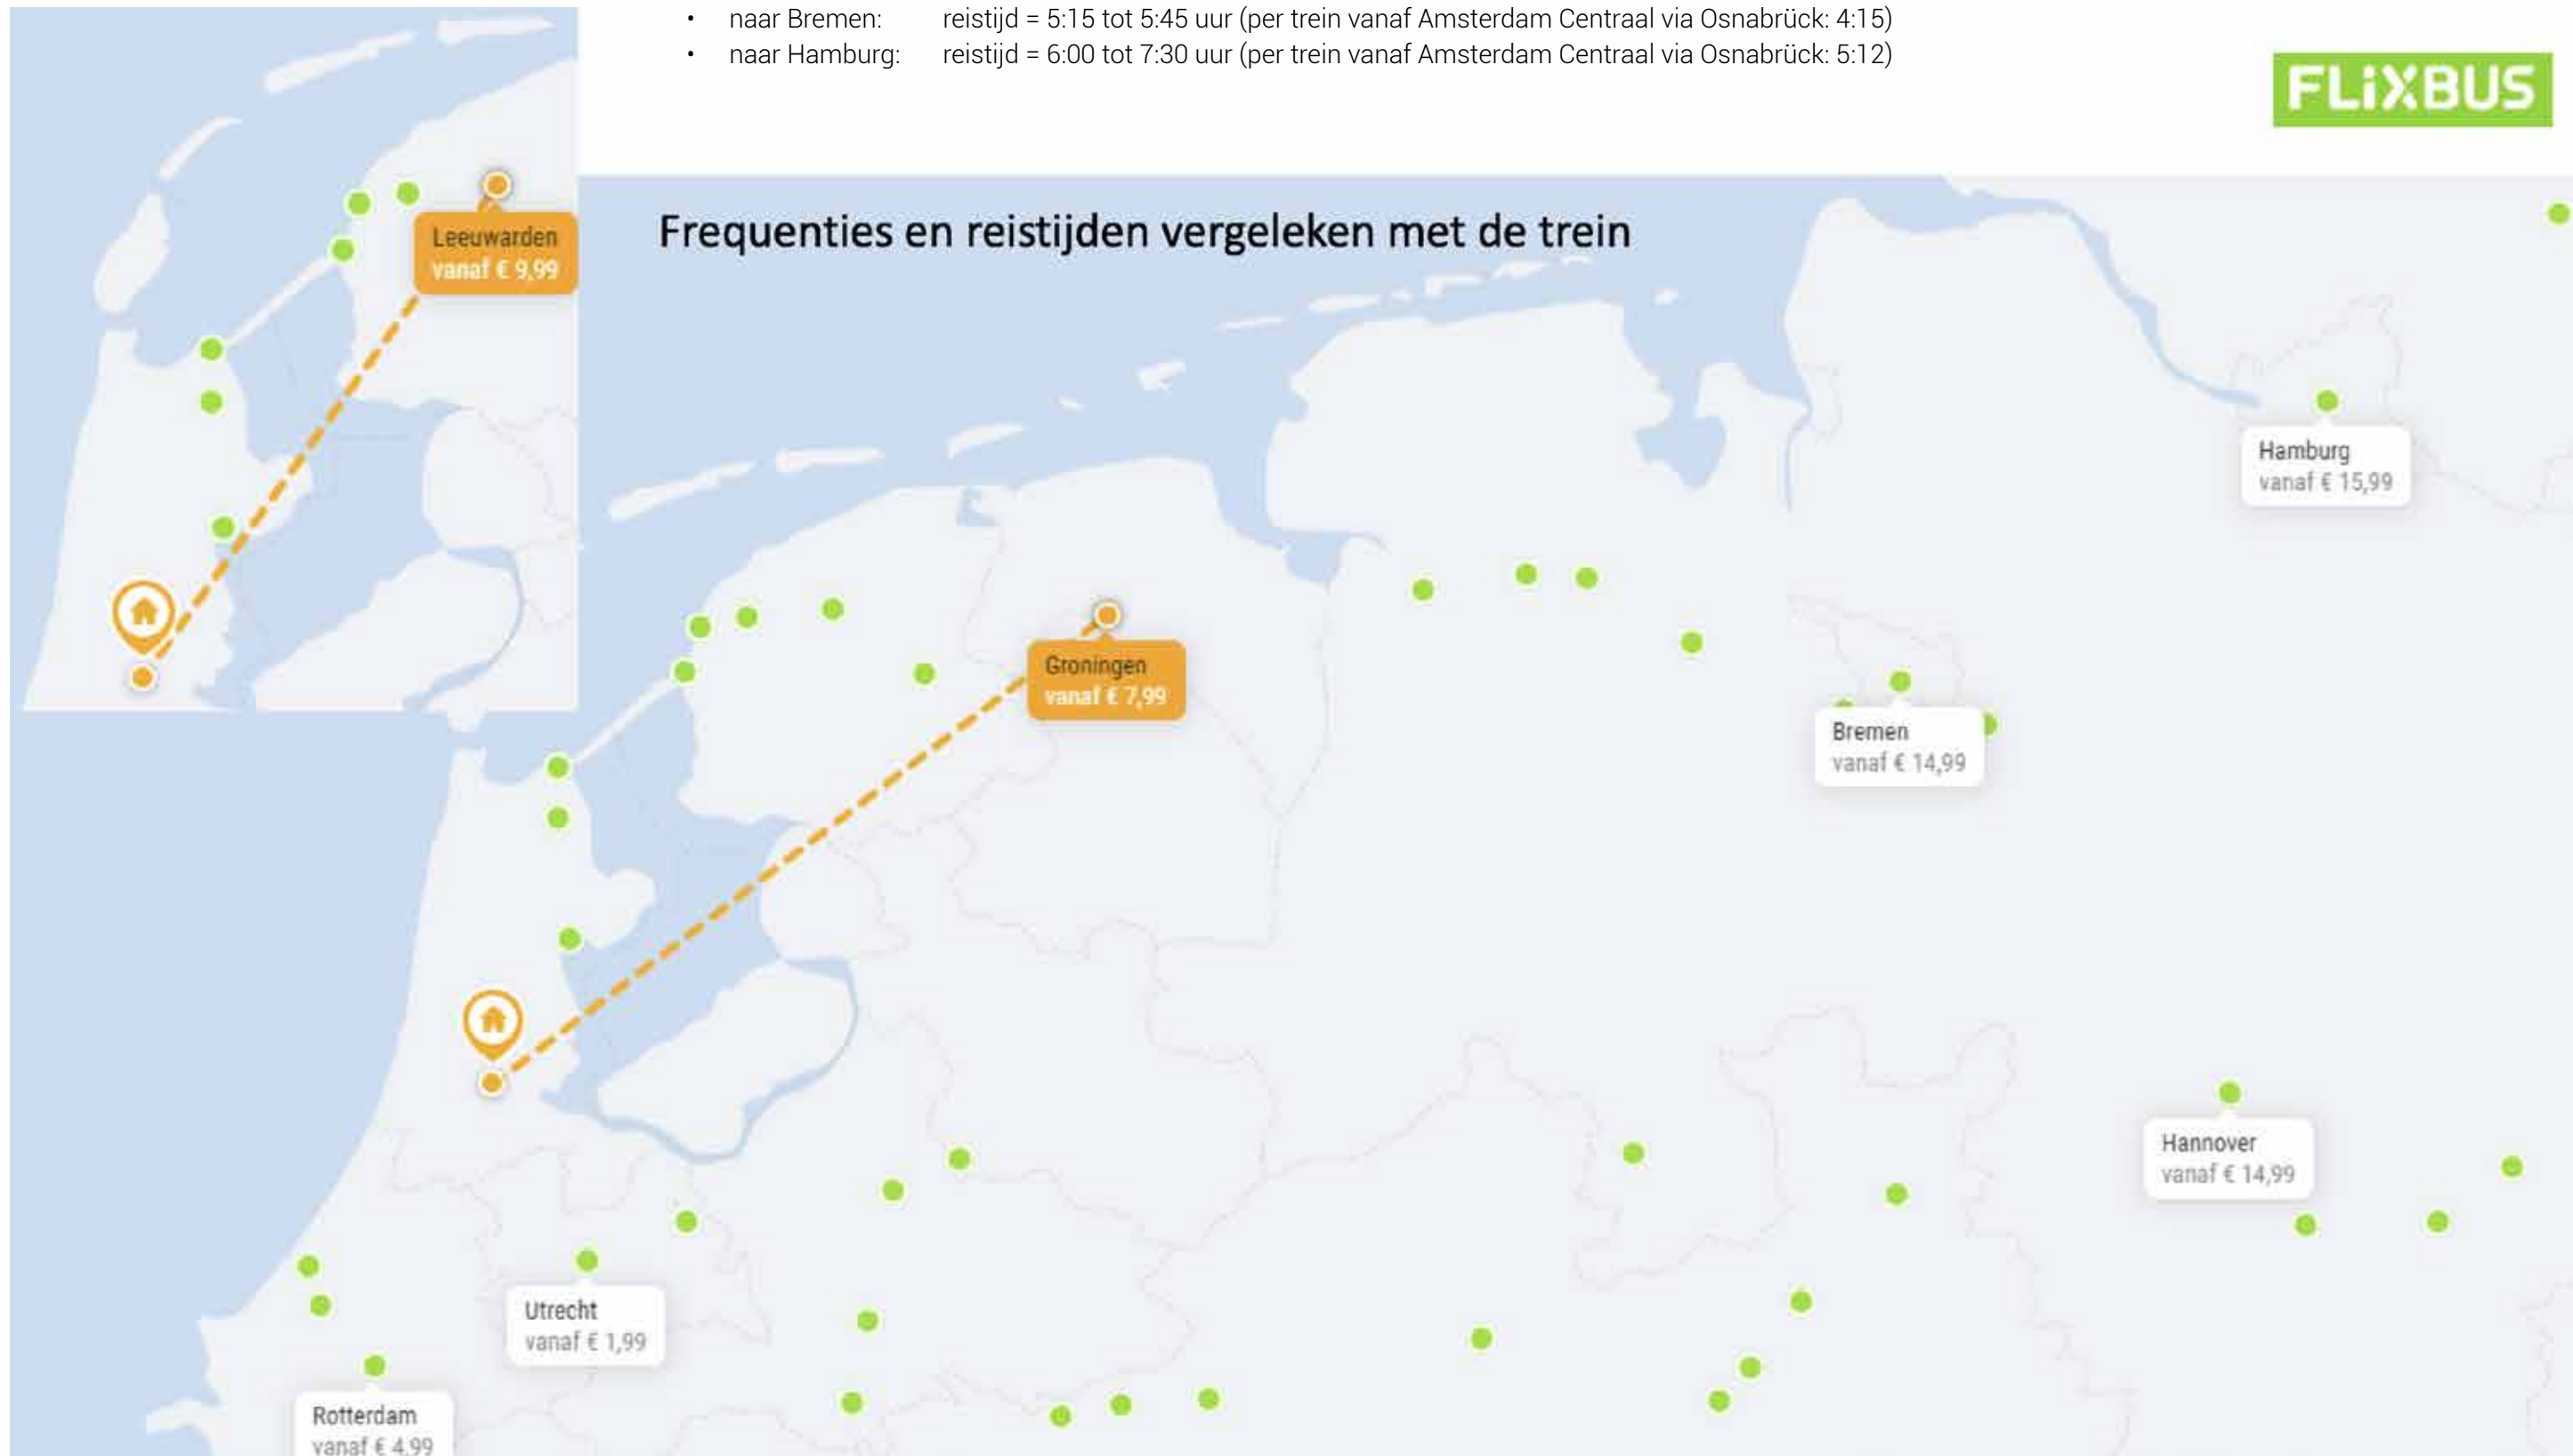 • naar Bremen: reistijd = 5:15 tot 5:45 uur (per trein vanaf Amsterdam Centraal via Osnabrück: 4:15)
• naar Hamburg: reistijd = 6:00 tot 7:30 uur (per trein vanaf Amsterdam Centraal via Osnabrück: 5:12)
FLiXBUS
Frequenties en reistijden vergeleken met de trein
Leeuwarden
vanaf € 9,99
Hamburg
vanaf € 15,99
Groningen
vanaf € 7,99
Bremen
vanaf € 14,99
Hannover
vanaf € 14,99
Utrecht
vanaf € 1,99
Rotterdam
vanaf € 4,99